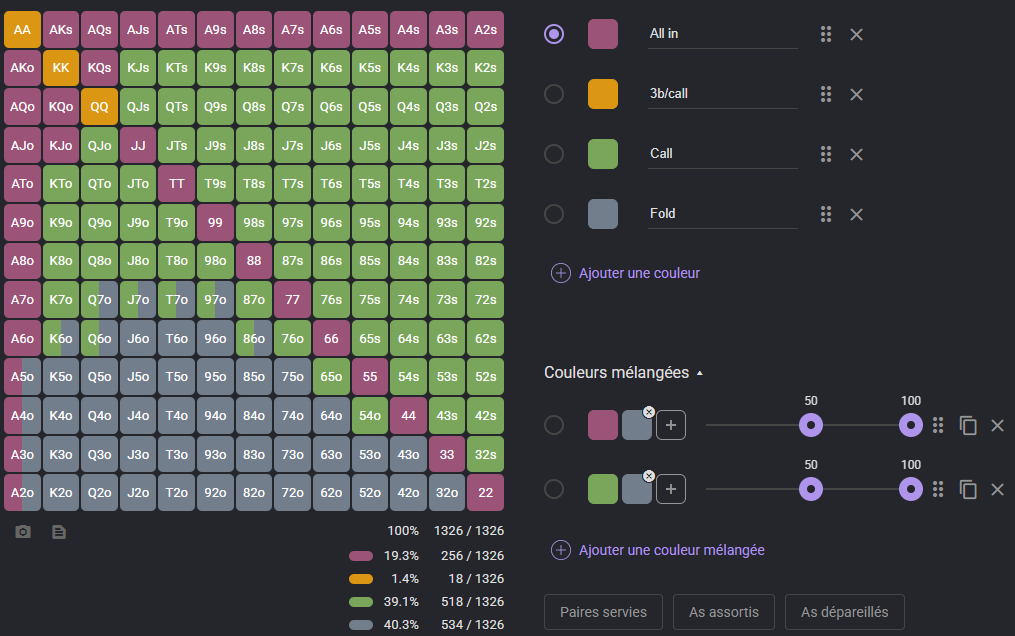 AA AKs AQs AJs ATs A9s A8s A7s A6s A5s A4s A3s A2s
AKo KK KQs KJs KTs K9s K8s K7s K6s K5s K4s K3s K2s
AQo KQo QQ QJs QTs Q9s Q8s Q7s Q6s Q5s Q4s Q3s Q2s
AJo KJo QJo JJ JTs J9s J8s J7s J6s J5s J4s J3s J2s
ATo KTo QTo JTo TT T9s T8s T7s T6s T5s T4s T3s T2s
A9o K9o Q9o J9o T9o 99 98s 97s 96s 95s 94s 93s 92s
A8o K8o Q8o J8o T8o 98o 88 87s 86s 85s 84s 83s 82s
A7o K7o Q7o J7o T7o 97o 87o 77 76s 75s 74s 73s 72s
A6o K6o Q6o J6o T6o 96o 86o 76o 66 65s 64s 63s 62s
A5o K5o Q5o J5o T5o 95o 85o 75o 65o 55 54s 53s 52s
A4o K4o Q4o J4o T4o 94o 84o 74o 64o 54o 44 43s 42s
A3o K3o Q3o J3o T3o 93o 83o 73o 63o 53o 43o 33 32s
A2o K2o Q2o J2o T2o 92o 82o 72o 62o 52o 42o 32o 22
100% 1326 / 1326
19.3% 256 / 1326
1.4% 18 / 1326
39.1% 518 / 1326
40.3% 534 / 1326
All in
3b/call
Call
Fold
Ajouter une couleur
Couleurs mélangées
50 100
50 100
Ajouter une couleur mélangée
Paires servies As assortis As dépareillés